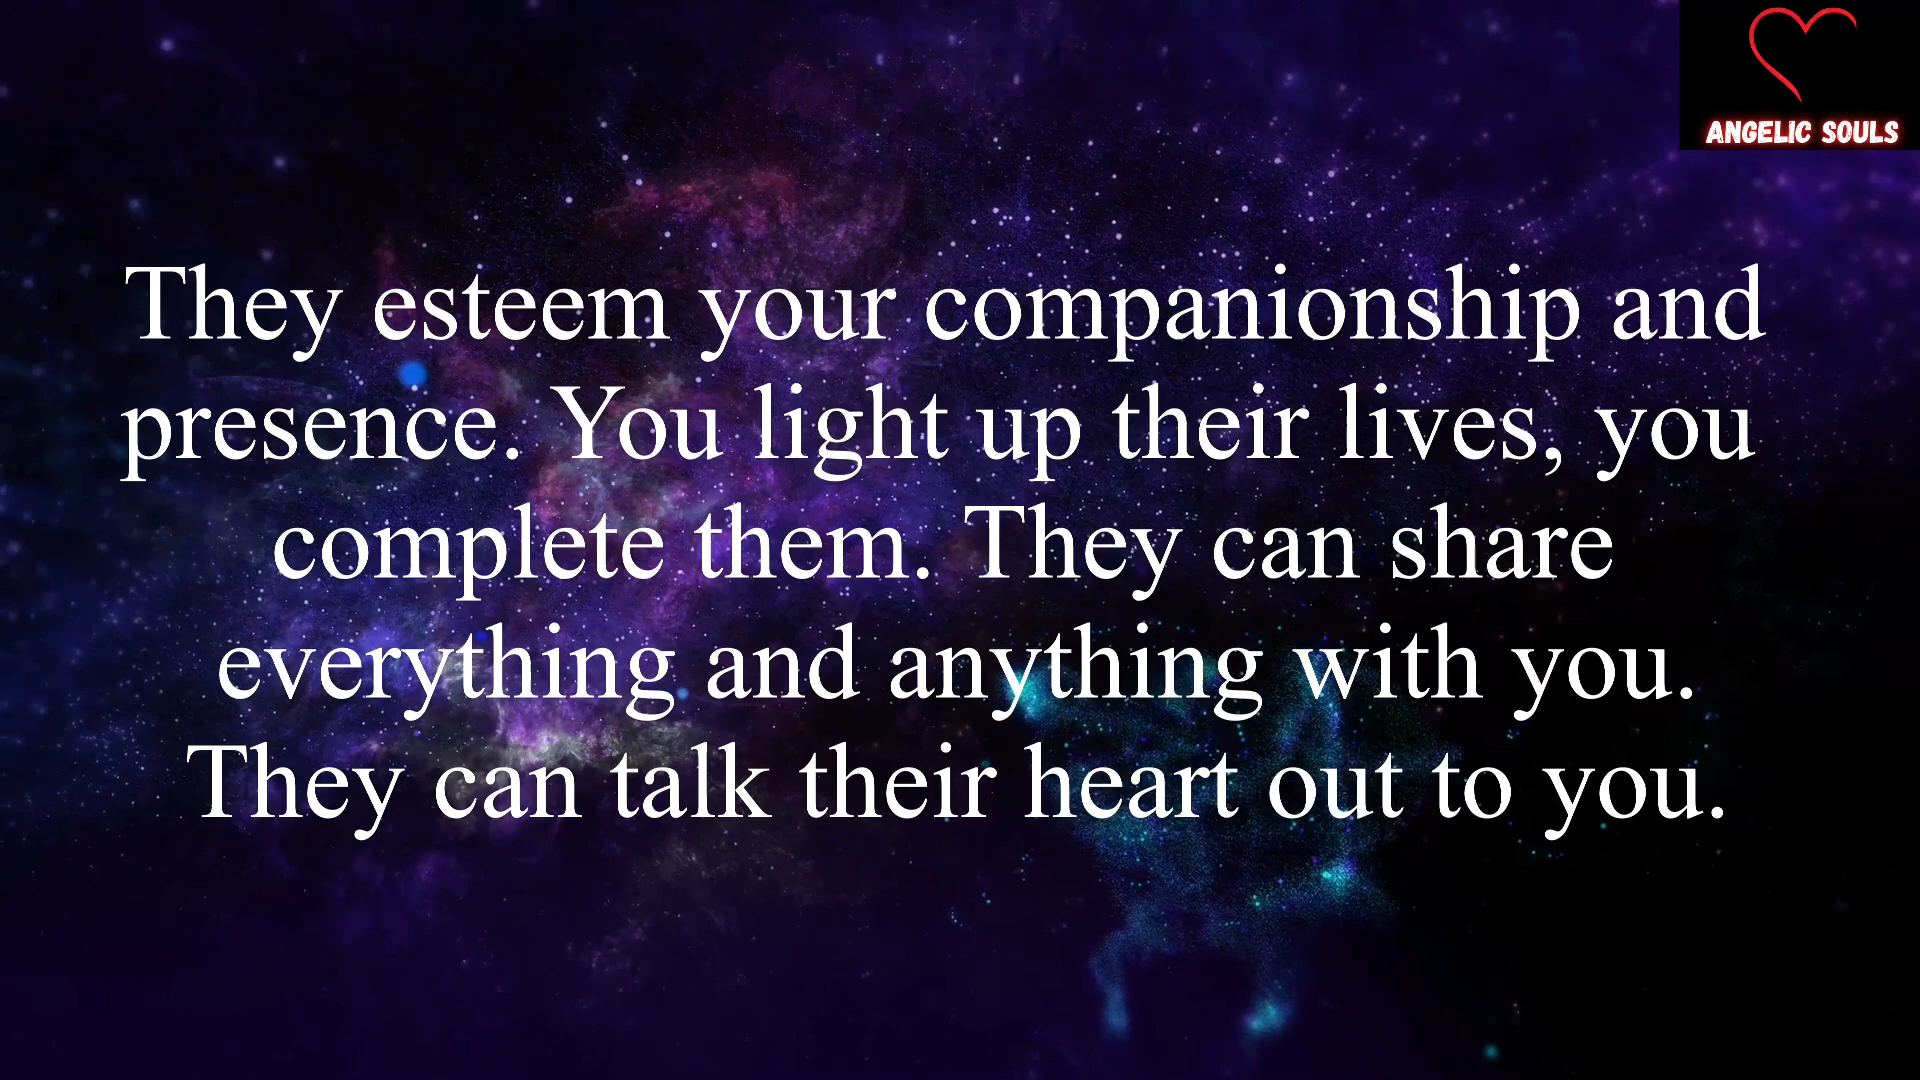 ANGELIC SOULS
They esteem your companionship and
presence. You light up their lives, you
complete them. They can share
everything and anything with you.
They can talk their heart out to you.